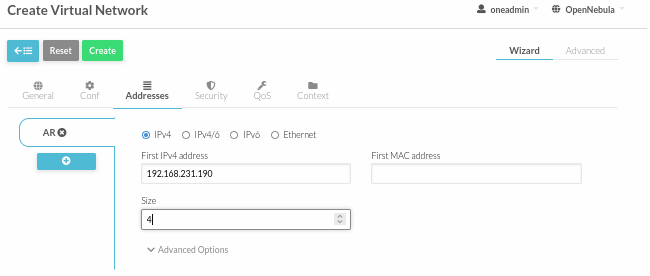 Create Virtual Network
oneadmin
OpenNebula
Reset
Create
Wizard
Advanced
General
Conf
Addresses
Security
QoS
Context
AR
IPv4
IPv4/6
IPv6
Ethernet
First IPv4 address
First MAC address
192.168.231.190
Size
4
Advanced Options